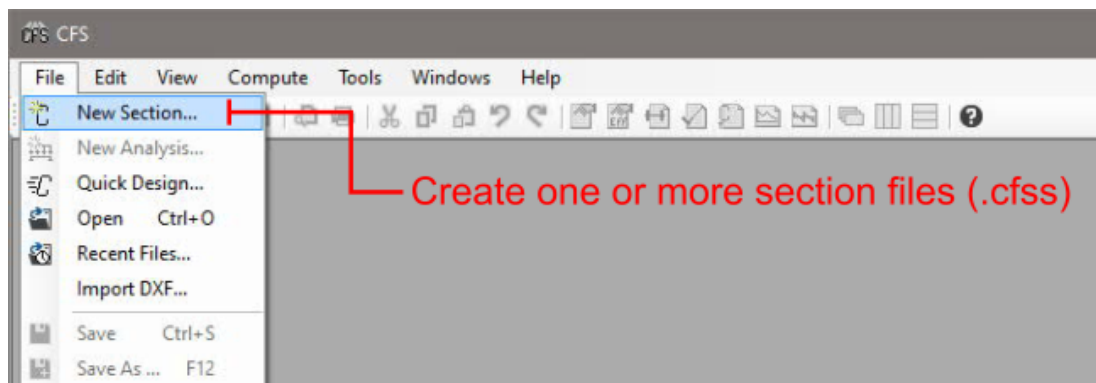 CFS CFS
File Edit View Compute Tools Windows Help
New Section...
New Analysis...
Create one or more section files (.cfss)
Quick Design...
Open Ctrl+O
Recent Files...
Import DXF...
Save Ctrl+S
Save As ... F12